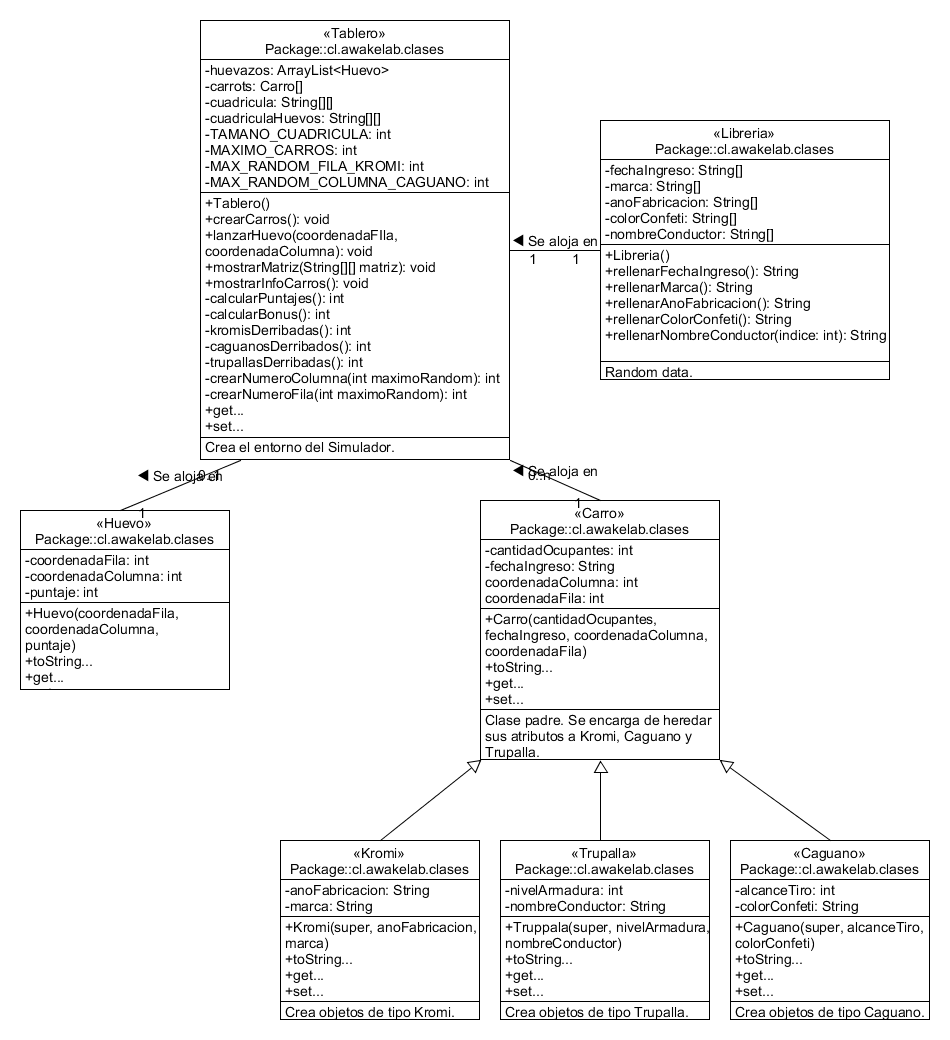 «Tablero»
Package::cl.awakelab.clases
-huevazos: ArrayList<Huevo>
-carrots: Carro[]
-cuadricula: String[][]
-cuadriculaHuevos: String[][]
-TAMANO_CUADRICULA: int
-MAXIMO_CARROS: int
-MAX_RANDOM_FILA_KROMI: int
-MAX_RANDOM_COLUMNA_CAGUANO: int
+Tablero()
+crearCarros(): void
+lanzarHuevo(coordenadaFIla,
coordenadaColumna): void
+mostrarMatriz(String[][] matriz): void
+mostrarInfoCarros(): void
-calcularPuntajes(): int
-calcularBonus(): int
-kromisDerribadas(): int
-caguanosDerribados(): int
-trupallasDerribadas(): int
-crearNumeroColumna(int maximoRandom): int
-crearNumeroFila(int maximoRandom): int
+get...
+set...
Crea el entorno del Simulador.
«Libreria»
Package::cl.awakelab.clases
-fechaIngreso: String[]
-marca: String[]
-anoFabricacion: String[]
-colorConfeti: String[]
-nombreConductor: String[]
+Libreria()
+rellenarFechaIngreso(): String
+rellenarMarca(): String
+rellenarAnoFabricacion(): String
+rellenarColorConfeti(): String
+rellenarNombreConductor(indice: int): String
Random data.
◀ Se aloja en
1 1
◀ Se aloja en
0..1
1
◀ Se aloja en
0..n
1
«Huevo»
Package::cl.awakelab.clases
-coordenadaFila: int
-coordenadaColumna: int
-puntaje: int
+Huevo(coordenadaFila,
coordenadaColumna,
puntaje)
+toString...
+get...
«Carro»
Package::cl.awakelab.clases
-cantidadOcupantes: int
-fechaIngreso: String
coordenadaColumna: int
coordenadaFila: int
+Carro(cantidadOcupantes,
fechaIngreso, coordenadaColumna,
coordenadaFila)
+toString...
+get...
+set...
Clase padre. Se encarga de heredar
sus atributos a Kromi, Caguano y
Trupalla.
«Kromi»
Package::cl.awakelab.clases
-anoFabricacion: String
-marca: String
+Kromi(super, anoFabricacion,
marca)
+toString...
+get...
+set...
Crea objetos de tipo Kromi.
«Trupalla»
Package::cl.awakelab.clases
-nivelArmadura: int
-nombreConductor: String
+Truppala(super, nivelArmadura,
nombreConductor)
+toString...
+get...
+set...
Crea objetos de tipo Trupalla.
«Caguano»
Package::cl.awakelab.clases
-alcanceTiro: int
-colorConfeti: String
+Caguano(super, alcanceTiro,
colorConfeti)
+toString...
+get...
+set...
Crea objetos de tipo Caguano.